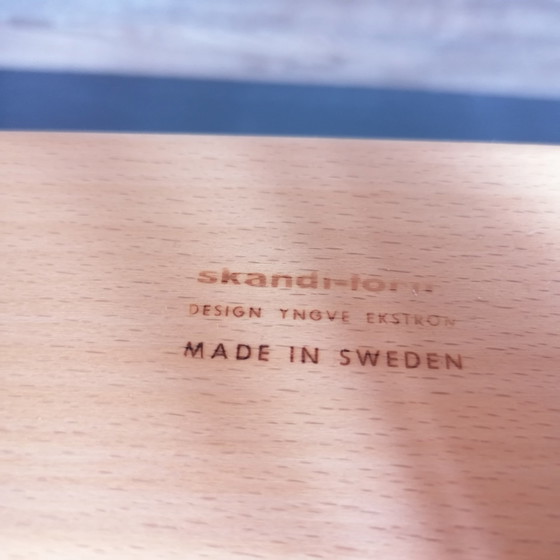 skandi-form
DESIGN YNGVE EKSTRÖM
MADE IN SWEDEN